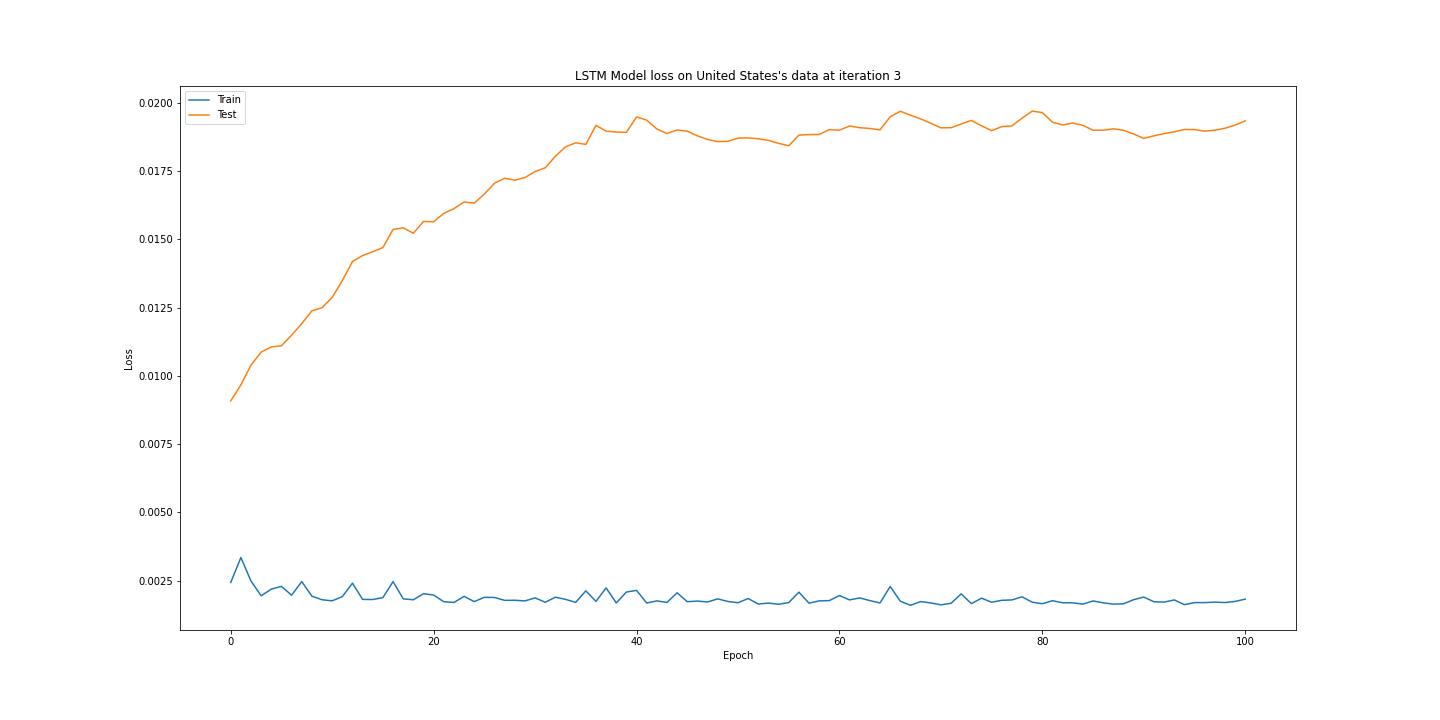 LSTM Model loss on United States's data at iteration 3
Train
Test
0.0200
0.0175
0.0150
0.0125
0.0100
0.0075
0.0050
0.0025
Loss
0 20 40 60 80 100
Epoch